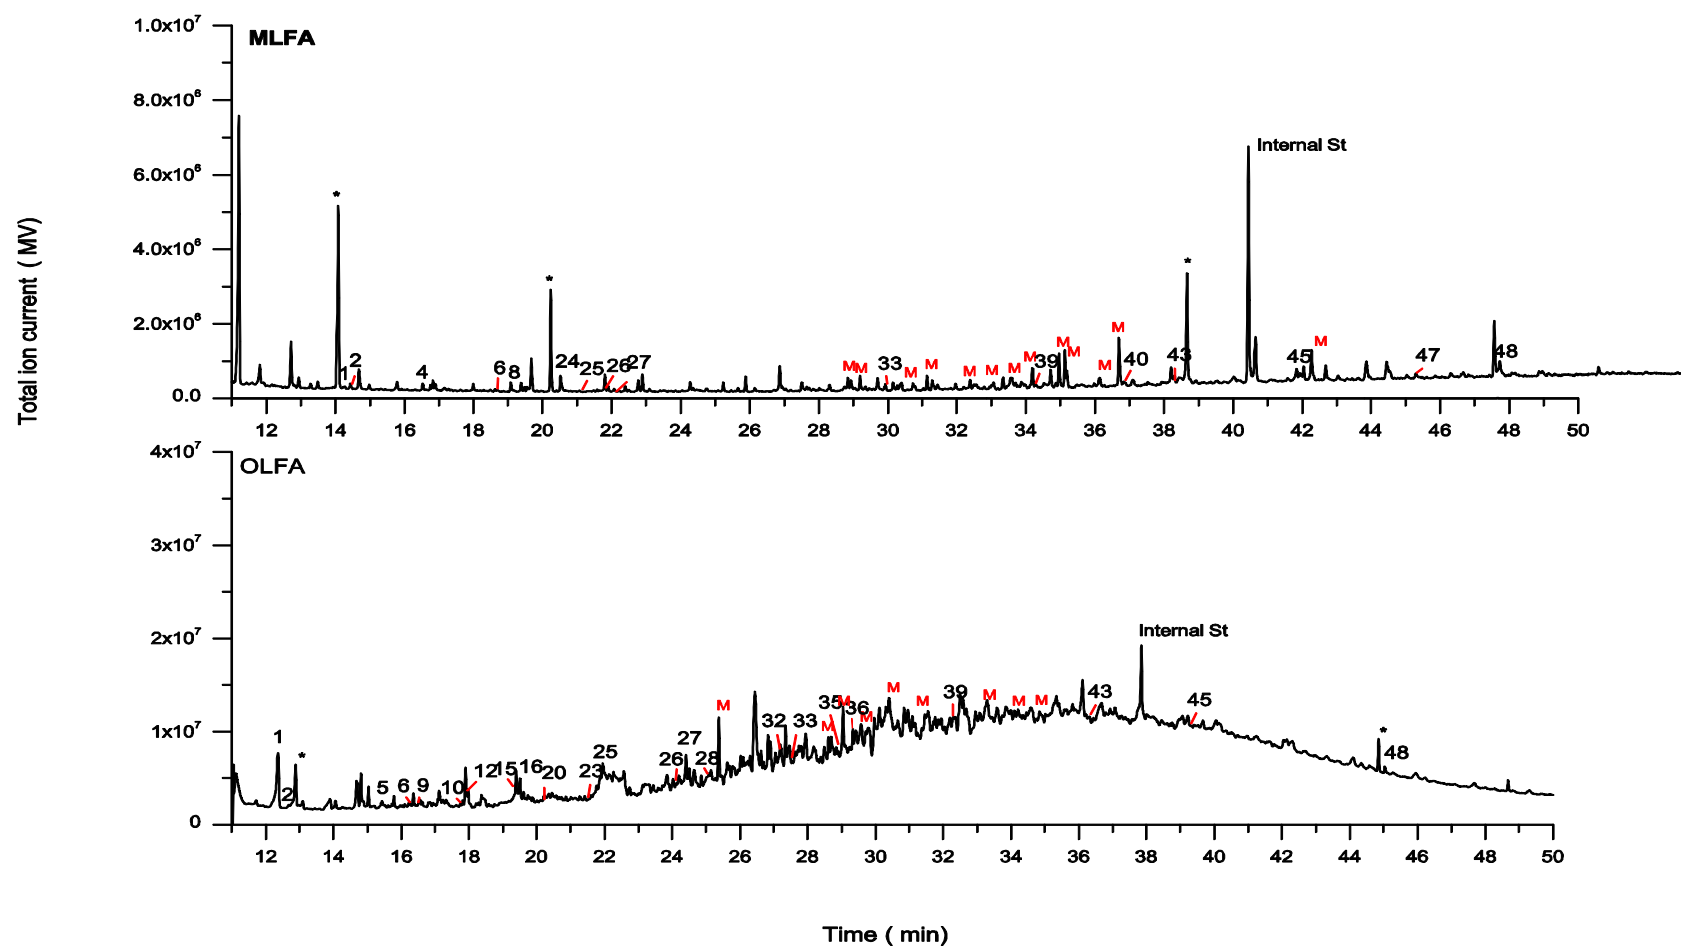 1.0x10⁷
MLFA
8.0x10⁶
Internal St
6.0x10⁶
*
4.0x10⁶
*
*
2.0x10⁶
M M M M M
1 2 4 6 8 24 25 26 27 M M 33 M M M M M M 39 M 40 43 45 47 48
0.0
12 14 16 18 20 22 24 26 28 30 32 34 36 38 40 42 44 46 48 50
Total ion current ( MV)
4x10⁷
OLFA
3x10⁷
2x10⁷
Internal St
1x10⁷
1 2 * 5 6 9 10 12 15 16 20 23 25 26 27 28 M 32 33 M 35 M 36 M M M 39 M M M 43 45 * 48
0
12 14 16 18 20 22 24 26 28 30 32 34 36 38 40 42 44 46 48 50
Time ( min)